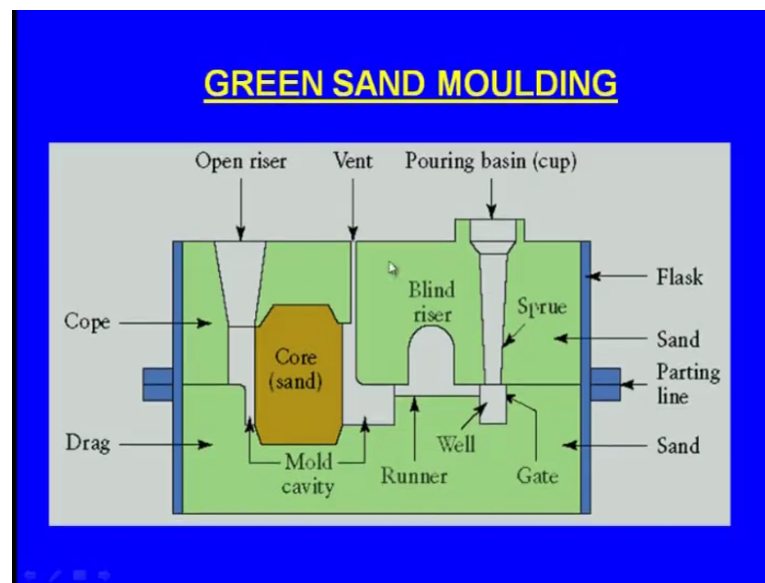 GREEN SAND MOULDING
Open riser
Vent
Pouring basin (cup)
Blind
riser
Sprue
Flask
Cope
Core
(sand)
Sand
Parting
line
Drag
Mold
cavity
Runner
Well
Gate
Sand